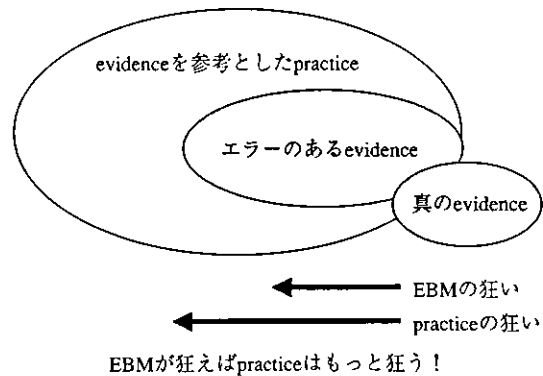 evidenceを参考としたpractice
エラーのあるevidence
真のevidence
EBMの狂い
practiceの狂い
EBMが狂えばpracticeはもっと狂う！